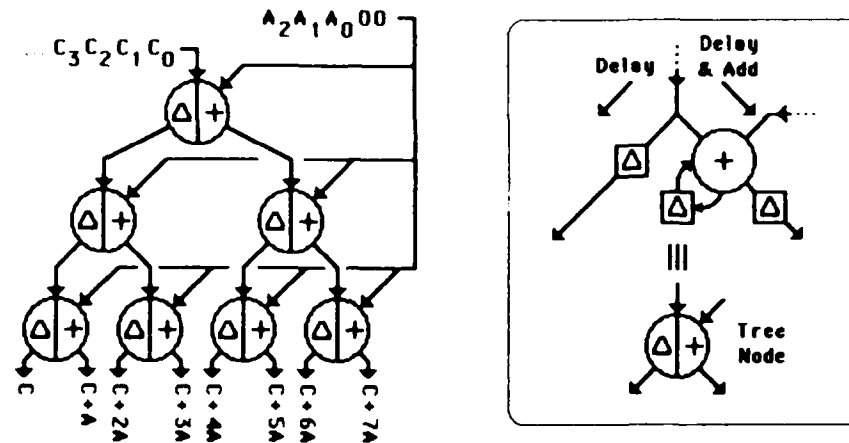 A₂A₁A₀00
··· C₃C₂C₁C₀
Δ +
Δ + Δ +
Δ + Δ + Δ + Δ +
C C+A C+2A C+3A C+4A C+5A C+6A C+7A
Delay
Delay
& Add
Δ +
Δ Δ
Δ +
Tree
Node